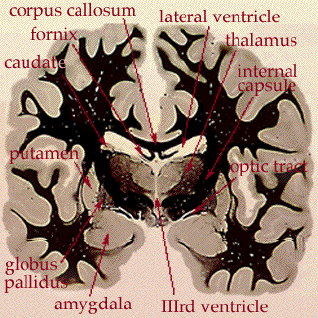 corpus callosum
fornix
caudate
putamen
globus
pallidus
amygdala
lateral ventricle
thalamus
internal
capsule
optic tract
IIIrd ventricle